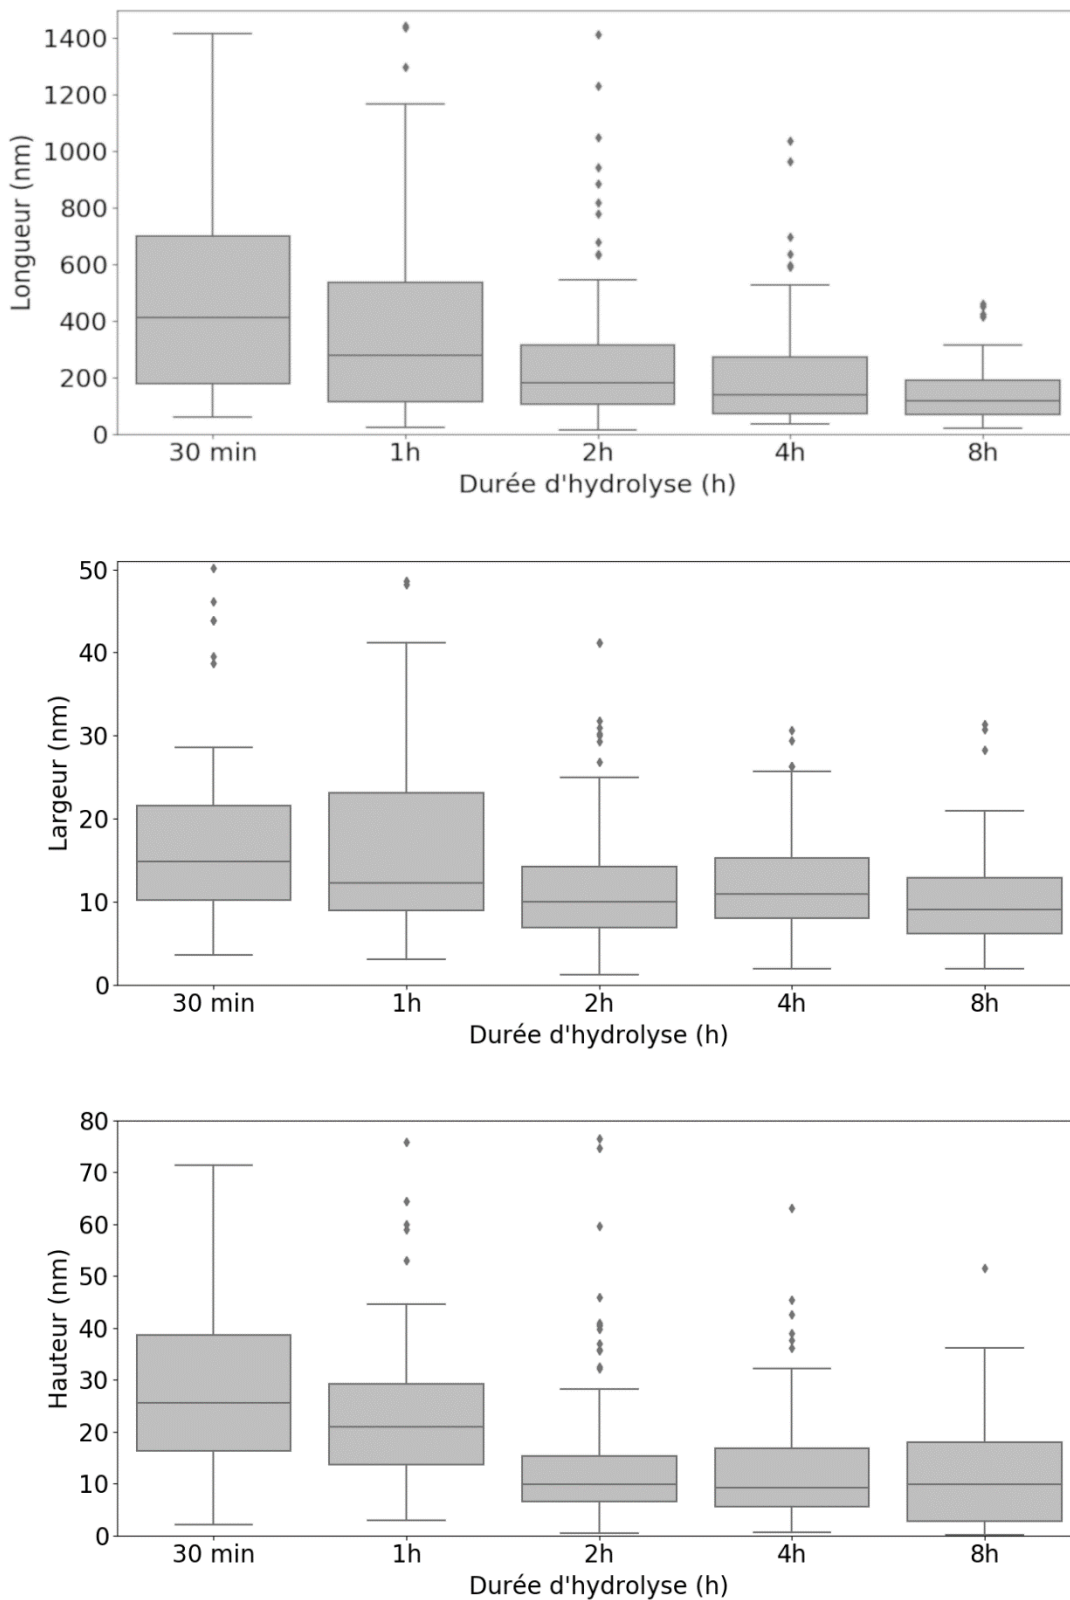 Longueur (nm)
1400
1200
1000
800
600
400
200
0
30 min 1h 2h 4h 8h
Durée d'hydrolyse (h)
Largeur (nm)
50
40
30
20
10
0
30 min 1h 2h 4h 8h
Durée d'hydrolyse (h)
Hauteur (nm)
80
70
60
50
40
30
20
10
0
30 min 1h 2h 4h 8h
Durée d'hydrolyse (h)